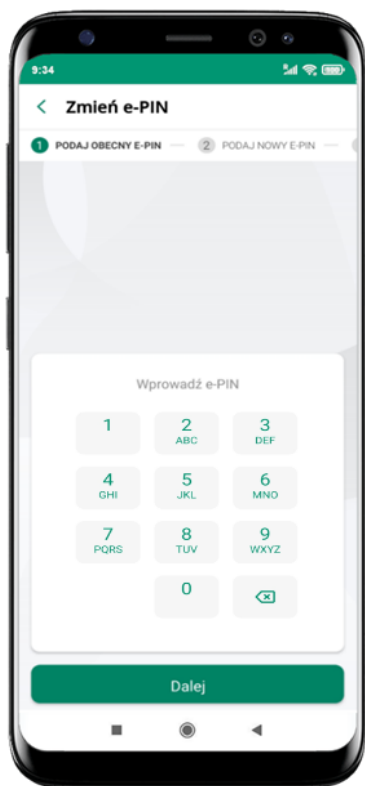 9:34
Zmień e-PIN
1 PODAJ OBECNY E-PIN — 2 PODAJ NOWY E-PIN —
Wprowadź e-PIN
1 2 3
ABC DEF
4 5 6
GHI JKL MNO
7 8 9
PQRS TUV WXYZ
0
Dalej